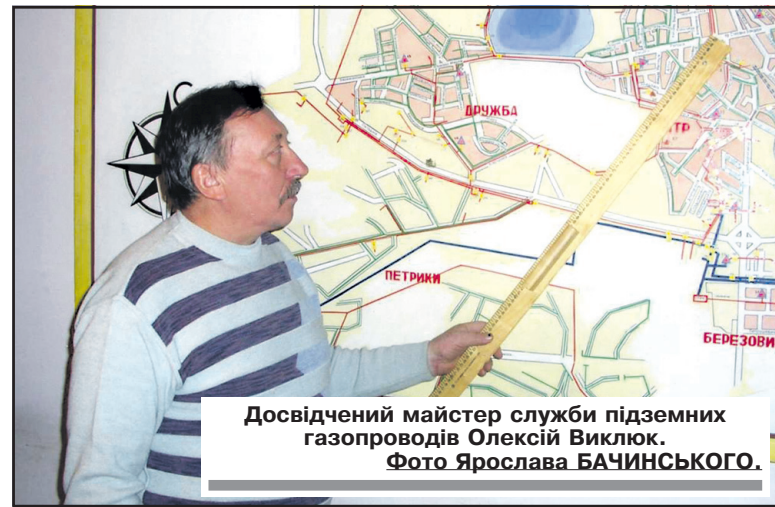 С
ДРУЖБА
ПЕТРИКИ
БЕРЕЗОВИ
Досвідчений майстер служби підземних
газопроводів Олексій Виклюк.
Фото Ярослава БАЧИНСЬКОГО.